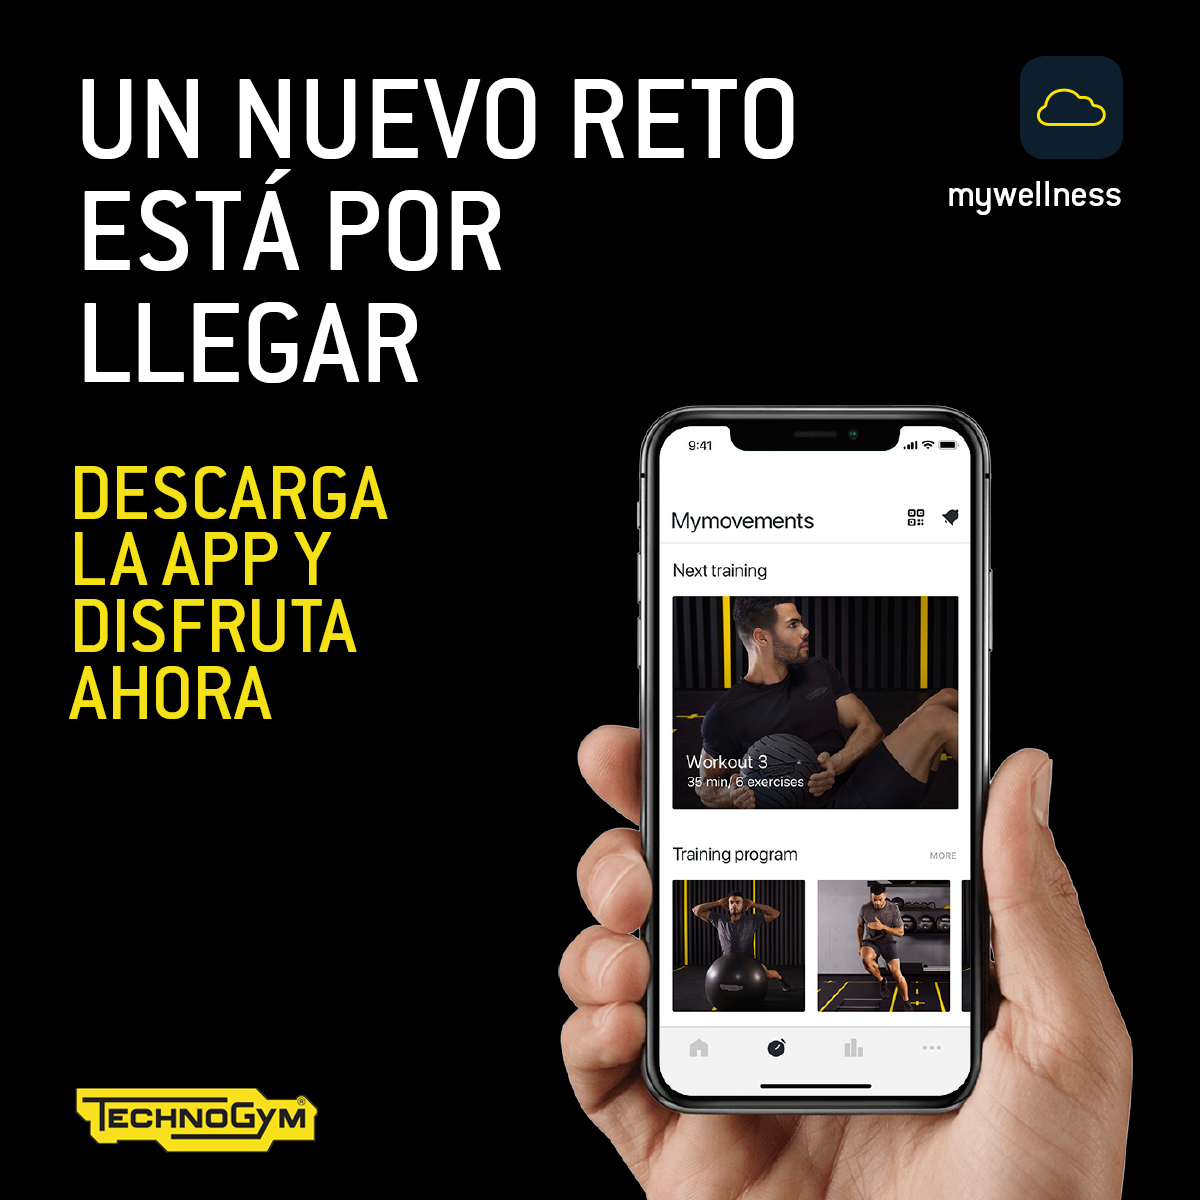 UN NUEVO RETO
ESTÁ POR
LLEGAR
mywellness
DESCARGA
LA APP Y
DISFRUTA
AHORA
9:41
Mymovements
Next training
Workout 3
35 min/ 6 exercises
Training program
MORE
TECHNOGYM®